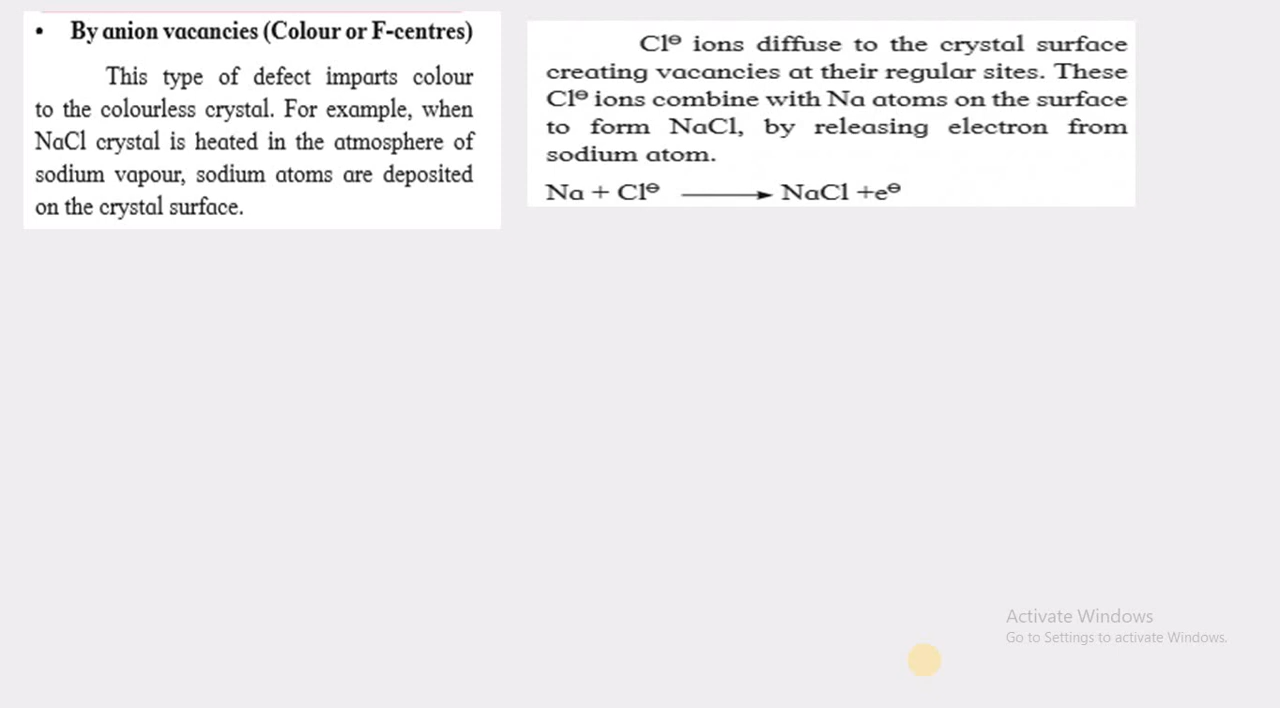 • By anion vacancies (Colour or F-centres)
This type of defect imparts colour
to the colourless crystal. For example, when
NaCl crystal is heated in the atmosphere of
sodium vapour, sodium atoms are deposited
on the crystal surface.
Cl⊖ ions diffuse to the crystal surface
creating vacancies at their regular sites. These
Cl⊖ ions combine with Na atoms on the surface
to form NaCl, by releasing electron from
sodium atom.
Na + Cl⊖ ⟶ NaCl +e⊖
Activate Windows
Go to Settings to activate Windows.